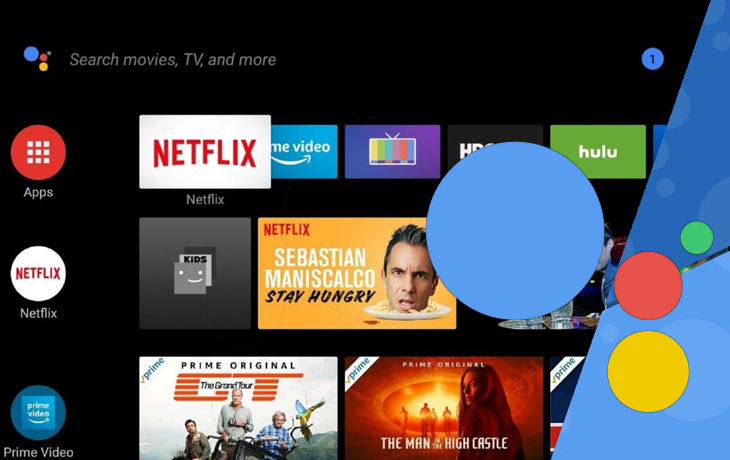 Search movies, TV, and more
1
NETFLIX
me video
HB
hulu
Apps
Netflix
KiDS
NETFLIX
SEBASTIAN
MANISCALCO
STAY HUNGRY
NETFLIX
Netflix
prime
PRIME ORIGINAL
The Grand Tour
GT
prime
PRIME ORIGINAL
THE MAN IN THE HIGH CASTLE
prime
prime
video
Prime Video